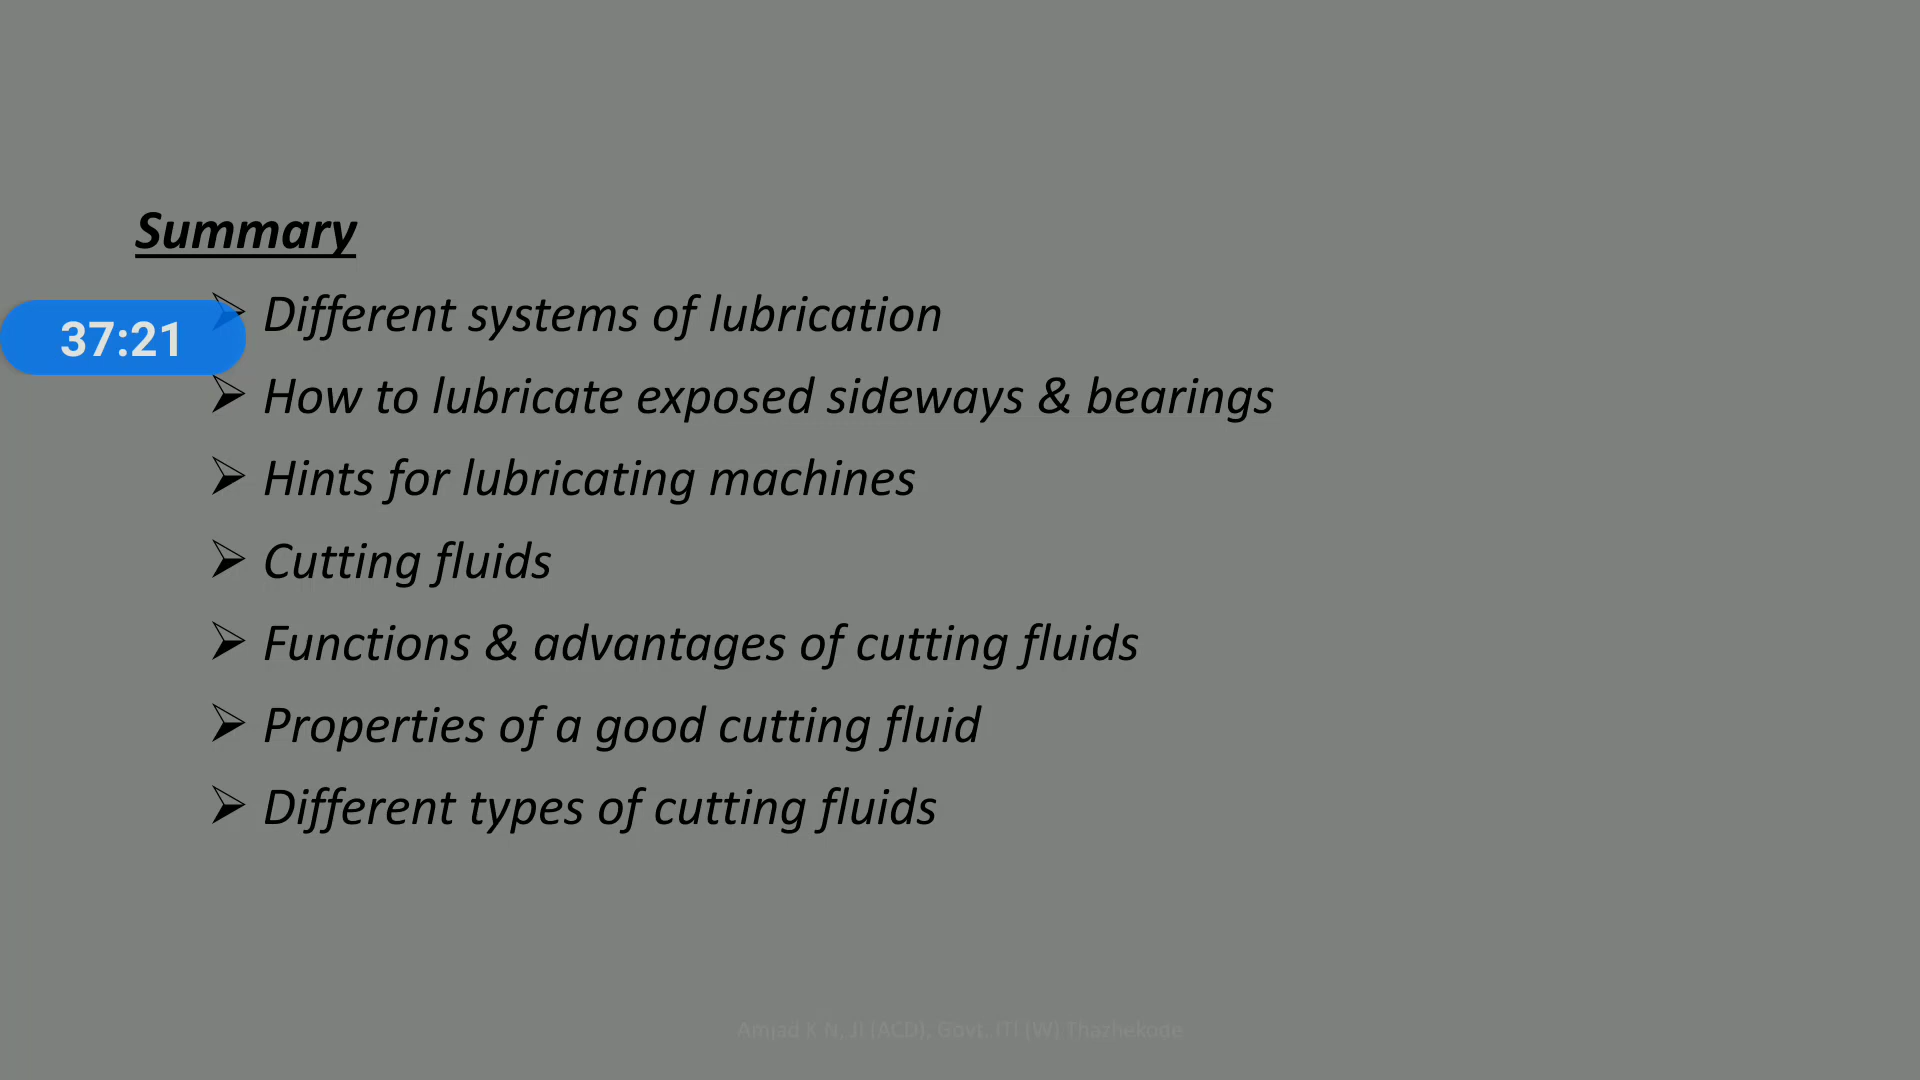 Summary
Different systems of lubrication
37:21
How to lubricate exposed sideways & bearings
Hints for lubricating machines
Cutting fluids
Functions & advantages of cutting fluids
Properties of a good cutting fluid
Different types of cutting fluids
Amjad K N, JI (ACD), Govt. ITI (W) Thazhekode